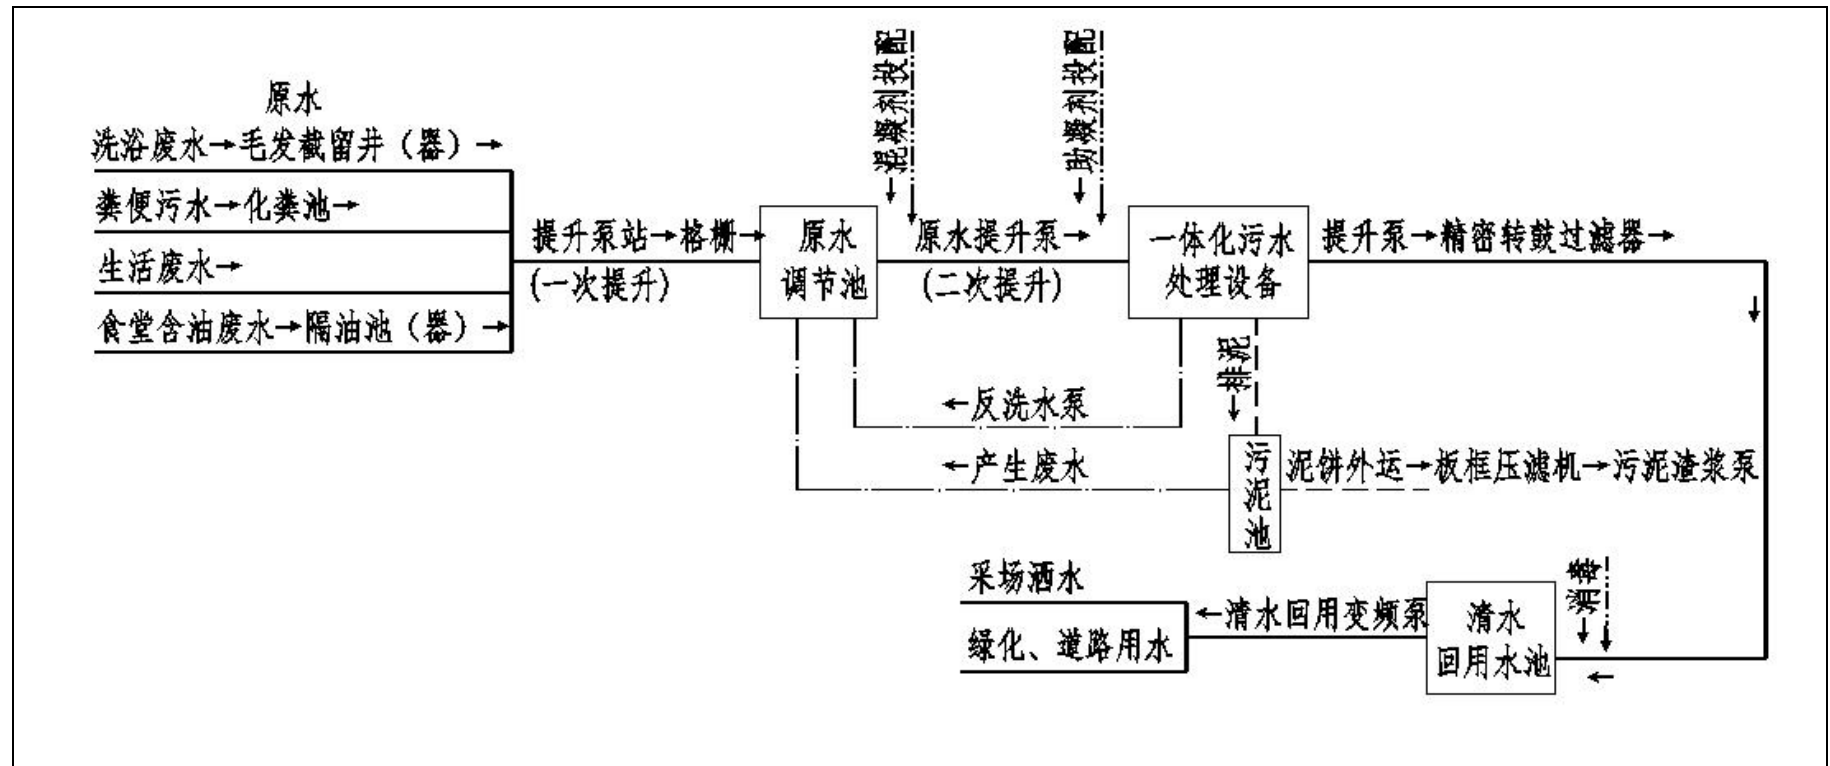 原水
洗浴废水→毛发截留井（器）→
粪便污水→化粪池→
生活废水→
食堂含油废水→隔油池（器）→
提升泵站→格栅→
(一次提升)
原水
调节池
混凝剂投配
原水提升泵→
(二次提升)
助凝剂投配
一体化污水
处理设备
提升泵→精密转鼓过滤器→
←反洗水泵
排泥
←产生废水
污泥池
泥饼外运→板框压滤机→污泥渣浆泵
采场洒水
绿化、道路用水
←清水回用变频泵
清水
回用水池
消毒